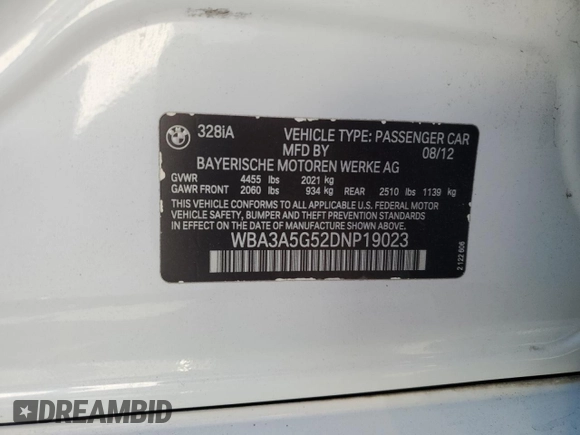 BMW
328iA
VEHICLE TYPE: PASSENGER CAR
MFD BY
08/12
BAYERISCHE MOTOREN WERKE AG
GVWR 4455 lbs 2021 kg
GAWR FRONT 2060 lbs 934 kg REAR 2510 lbs 1139 kg
THIS VEHICLE CONFORMS TO ALL APPLICABLE U.S. FEDERAL MOTOR
VEHICLE SAFETY, BUMPER AND THEFT PREVENTION STANDARDS
IN EFFECT ON THE DATE OF MANUFACTURE SHOWN ABOVE.
WBA3A5G52DNP19023
2 122 606
DREAMBID